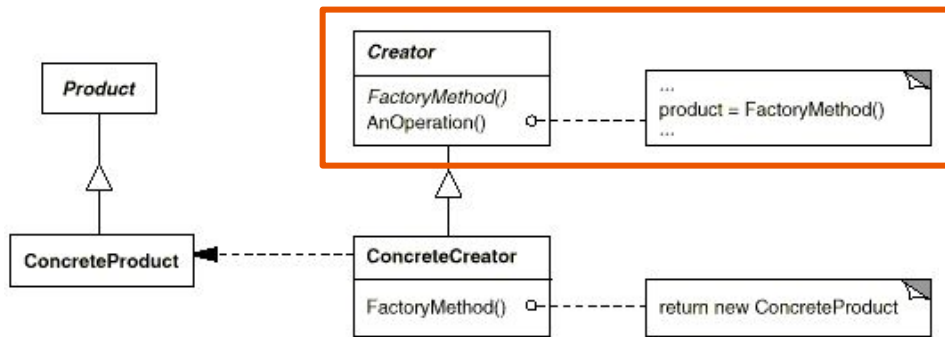 Creator
Product
FactoryMethod()
AnOperation()
...
product = FactoryMethod()
...
ConcreteProduct
ConcreteCreator
FactoryMethod()
return new ConcreteProduct